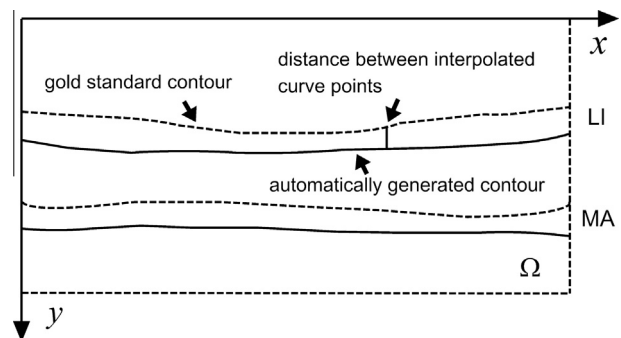 x
distance between interpolated
curve points
gold standard contour
LI
automatically generated contour
MA
Ω
y